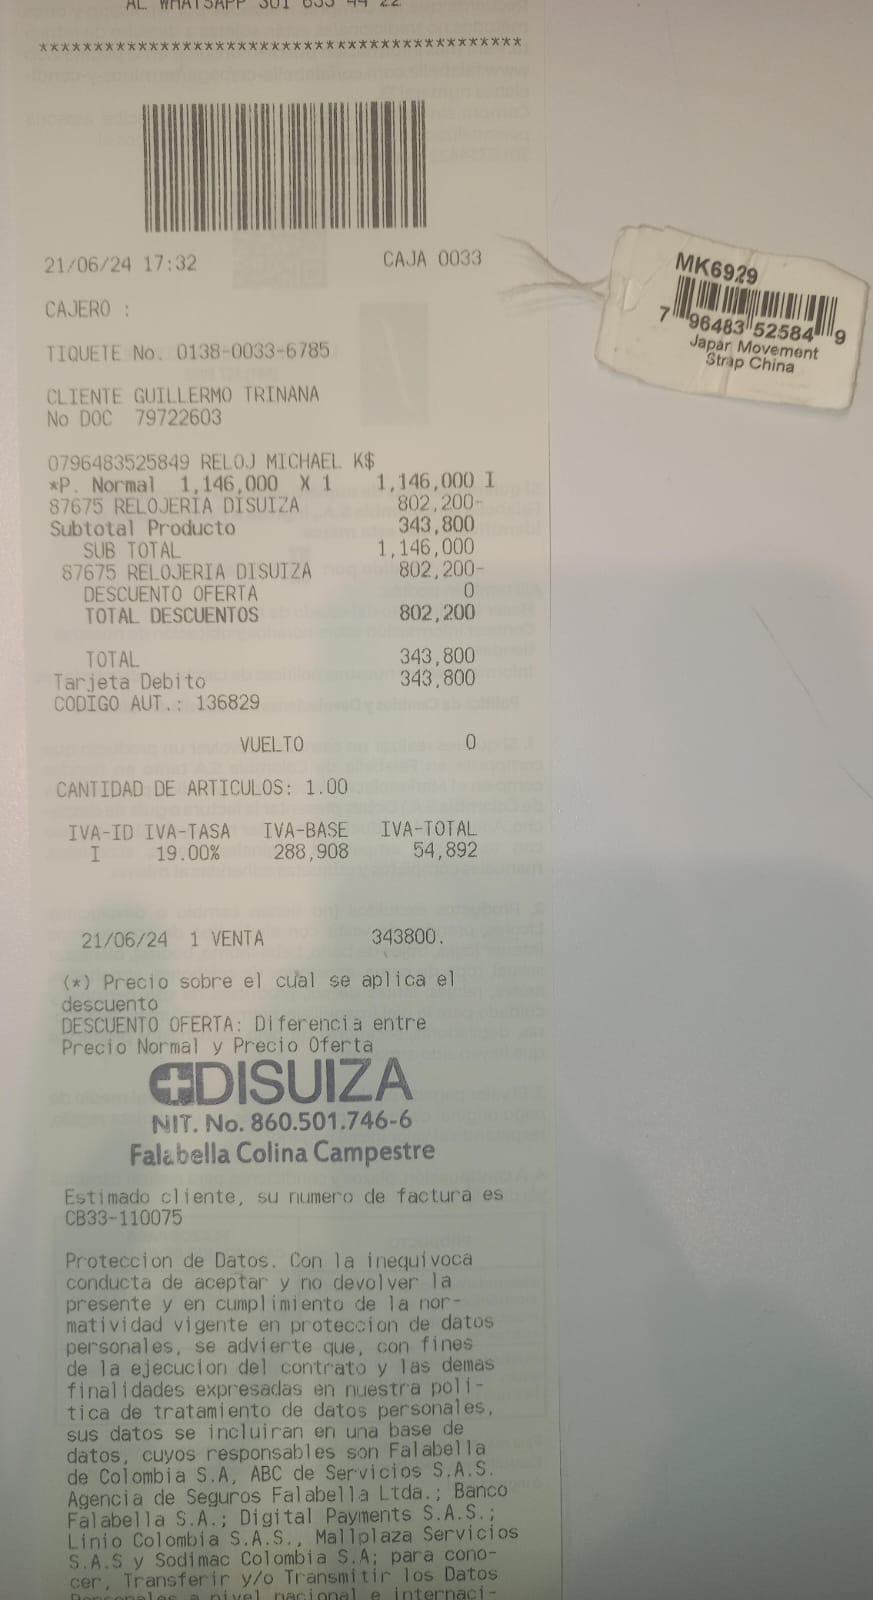 AL WHATSAPP 301 633 44 22
********************************************
21/06/24 17:32 CAJA 0033
CAJERO :
TIQUETE No. 0138-0033-6785
CLIENTE GUILLERMO TRINANA
No DOC 79722603
0796483525849 RELOJ MICHAEL K$
*P. Normal 1,146,000 X 1 1,146,000 I
87675 RELOJERIA DISUIZA 802,200-
Subtotal Producto 343,800
SUB TOTAL 1,146,000
87675 RELOJERIA DISUIZA 802,200-
DESCUENTO OFERTA 0
TOTAL DESCUENTOS 802,200
TOTAL 343,800
Tarjeta Debito 343,800
CODIGO AUT.: 136829
VUELTO 0
CANTIDAD DE ARTICULOS: 1.00
IVA-ID IVA-TASA IVA-BASE IVA-TOTAL
I 19.00% 288,908 54,892
21/06/24 1 VENTA 343800.
(*) Precio sobre el cual se aplica el
descuento
DESCUENTO OFERTA: Diferencia entre
Precio Normal y Precio Oferta
DISUIZA
NIT. No. 860.501.746-6
Falabella Colina Campestre
Estimado cliente, su numero de factura es
CB33-110075
Proteccion de Datos. Con la inequivoca
conducta de aceptar y no devolver la
presente y en cumplimiento de la nor-
matividad vigente en proteccion de datos
personales, se advierte que, con fines
de la ejecucion del contrato y las demas
finalidades expresadas en nuestra poli-
tica de tratamiento de datos personales,
sus datos se incluiran en una base de
datos, cuyos responsables son Falabella
de Colombia S.A, ABC de Servicios S.A.S.
Agencia de Seguros Falabella Ltda.; Banco
Falabella S.A.; Digital Payments S.A.S.;
Linio Colombia S.A.S., Mallplaza Servicios
S.A.S y Sodimac Colombia S.A; para cono-
cer, Transferir y/o Transmitir los Datos
Personales a nivel nacional e internaci-
MK6929
7 96483 52584 9
Japan Movement
Strap China